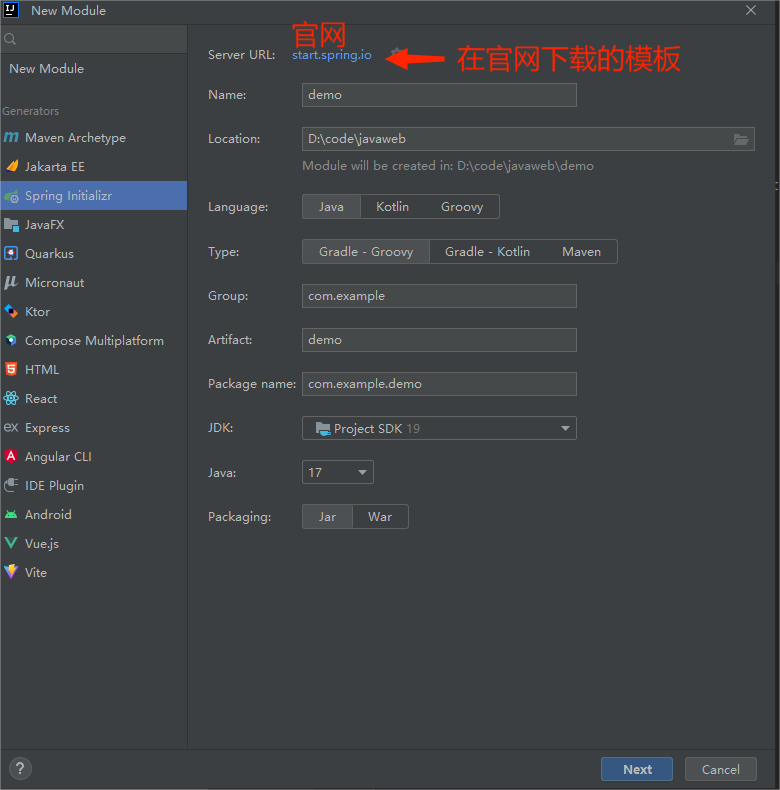 New Module
官网
Server URL: start.spring.io
在官网下载的模板
New Module
Generators
Maven Archetype
Jakarta EE
Spring Initializr
JavaFX
Quarkus
Micronaut
Ktor
Compose Multiplatform
HTML
React
Express
Angular CLI
IDE Plugin
Android
Vue.js
Vite
Name: demo
Location: D:\code\javaweb
Module will be created in: D:\code\javaweb\demo
Language: Java Kotlin Groovy
Type: Gradle - Groovy Gradle - Kotlin Maven
Group: com.example
Artifact: demo
Package name: com.example.demo
JDK: Project SDK 19
Java: 17
Packaging: Jar War
? Next Cancel